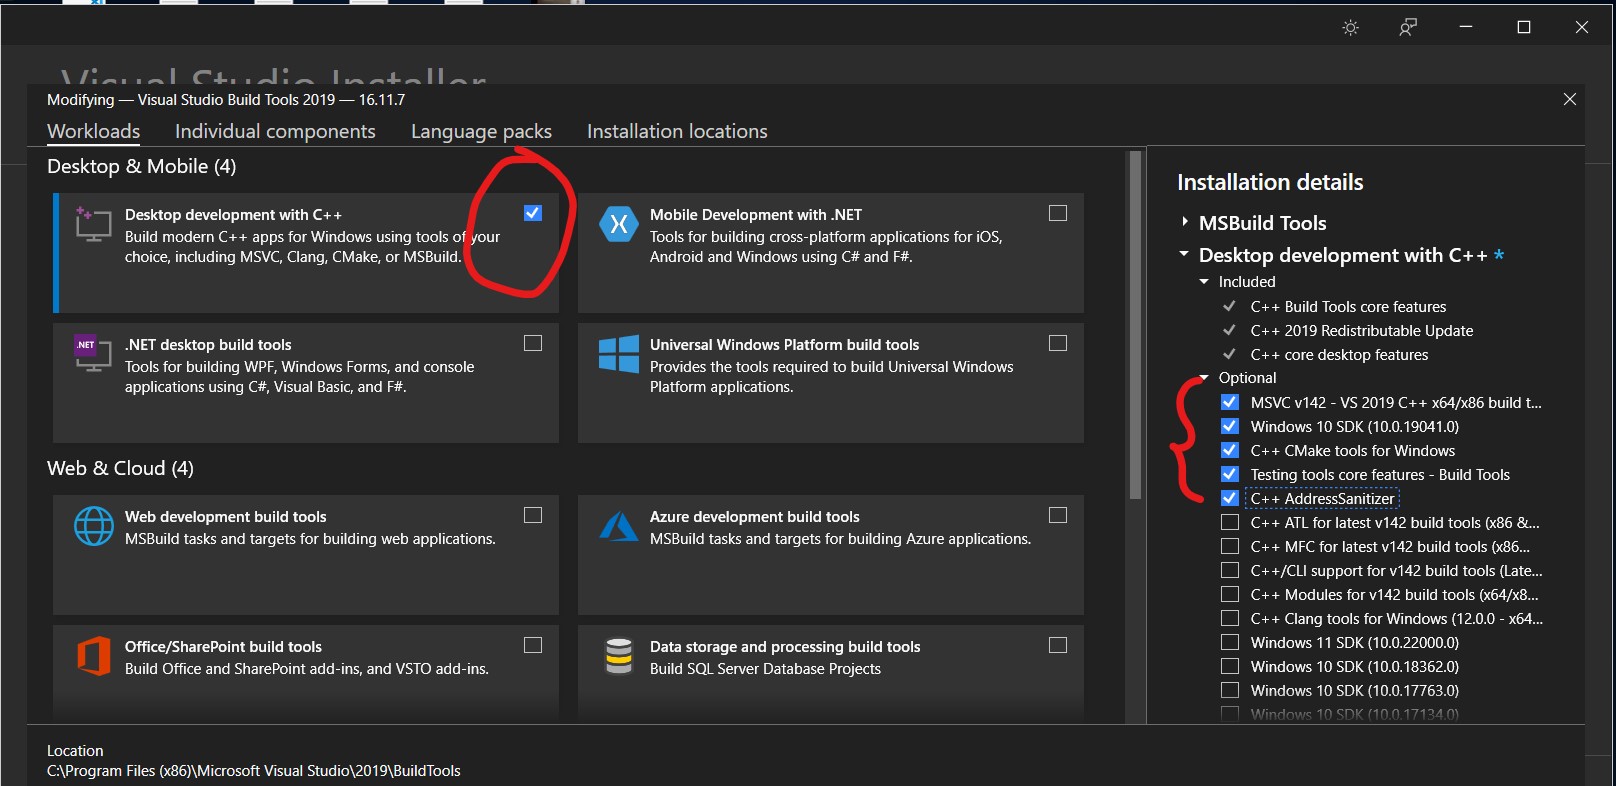 Visual Studio Installer
Modifying — Visual Studio Build Tools 2019 — 16.11.7
Workloads Individual components Language packs Installation locations
Desktop & Mobile (4)
Desktop development with C++
Build modern C++ apps for Windows using tools of your
choice, including MSVC, Clang, CMake, or MSBuild.
Mobile Development with .NET
Tools for building cross-platform applications for iOS,
Android and Windows using C# and F#.
.NET
.NET desktop build tools
Tools for building WPF, Windows Forms, and console
applications using C#, Visual Basic, and F#.
Universal Windows Platform build tools
Provides the tools required to build Universal Windows
Platform applications.
Web & Cloud (4)
Web development build tools
MSBuild tasks and targets for building web applications.
Azure development build tools
MSBuild tasks and targets for building Azure applications.
Office/SharePoint build tools
Build Office and SharePoint add-ins, and VSTO add-ins.
Data storage and processing build tools
Build SQL Server Database Projects
Installation details
MSBuild Tools
Desktop development with C++ *
Included
C++ Build Tools core features
C++ 2019 Redistributable Update
C++ core desktop features
Optional
MSVC v142 - VS 2019 C++ x64/x86 build t...
Windows 10 SDK (10.0.19041.0)
C++ CMake tools for Windows
Testing tools core features - Build Tools
C++ AddressSanitizer
C++ ATL for latest v142 build tools (x86 &...
C++ MFC for latest v142 build tools (x86...
C++/CLI support for v142 build tools (Late...
C++ Modules for v142 build tools (x64/x8...
C++ Clang tools for Windows (12.0.0 - x64...
Windows 11 SDK (10.0.22000.0)
Windows 10 SDK (10.0.18362.0)
Windows 10 SDK (10.0.17763.0)
Windows 10 SDK (10.0.17134.0)
Location
C:\Program Files (x86)\Microsoft Visual Studio\2019\BuildTools